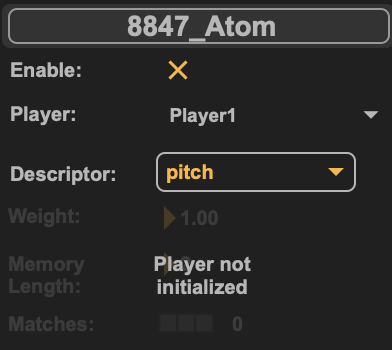 8847_Atom
Enable:
Player: Player1
Descriptor: pitch
Weight: 1.00
Memory
Length:
Player not
initialized
Matches: 0